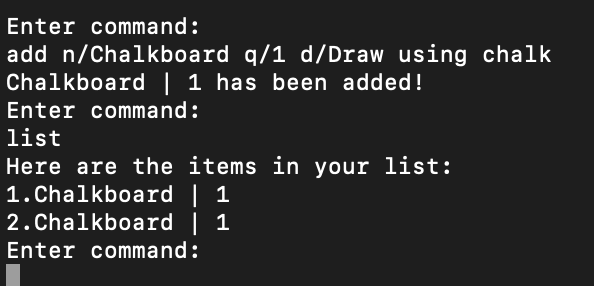 Enter command:
add n/Chalkboard q/1 d/Draw using chalk
Chalkboard | 1 has been added!
Enter command:
list
Here are the items in your list:
1.Chalkboard | 1
2.Chalkboard | 1
Enter command: